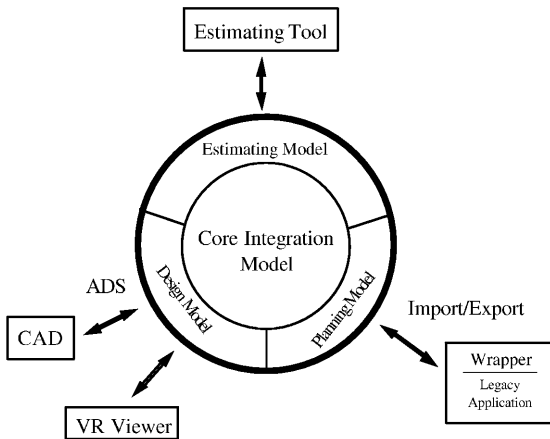 Estimating Tool
Estimating Model
Core Integration
Model
Design Model
Planning Model
ADS
Import/Export
CAD
Wrapper
Legacy
Application
VR Viewer